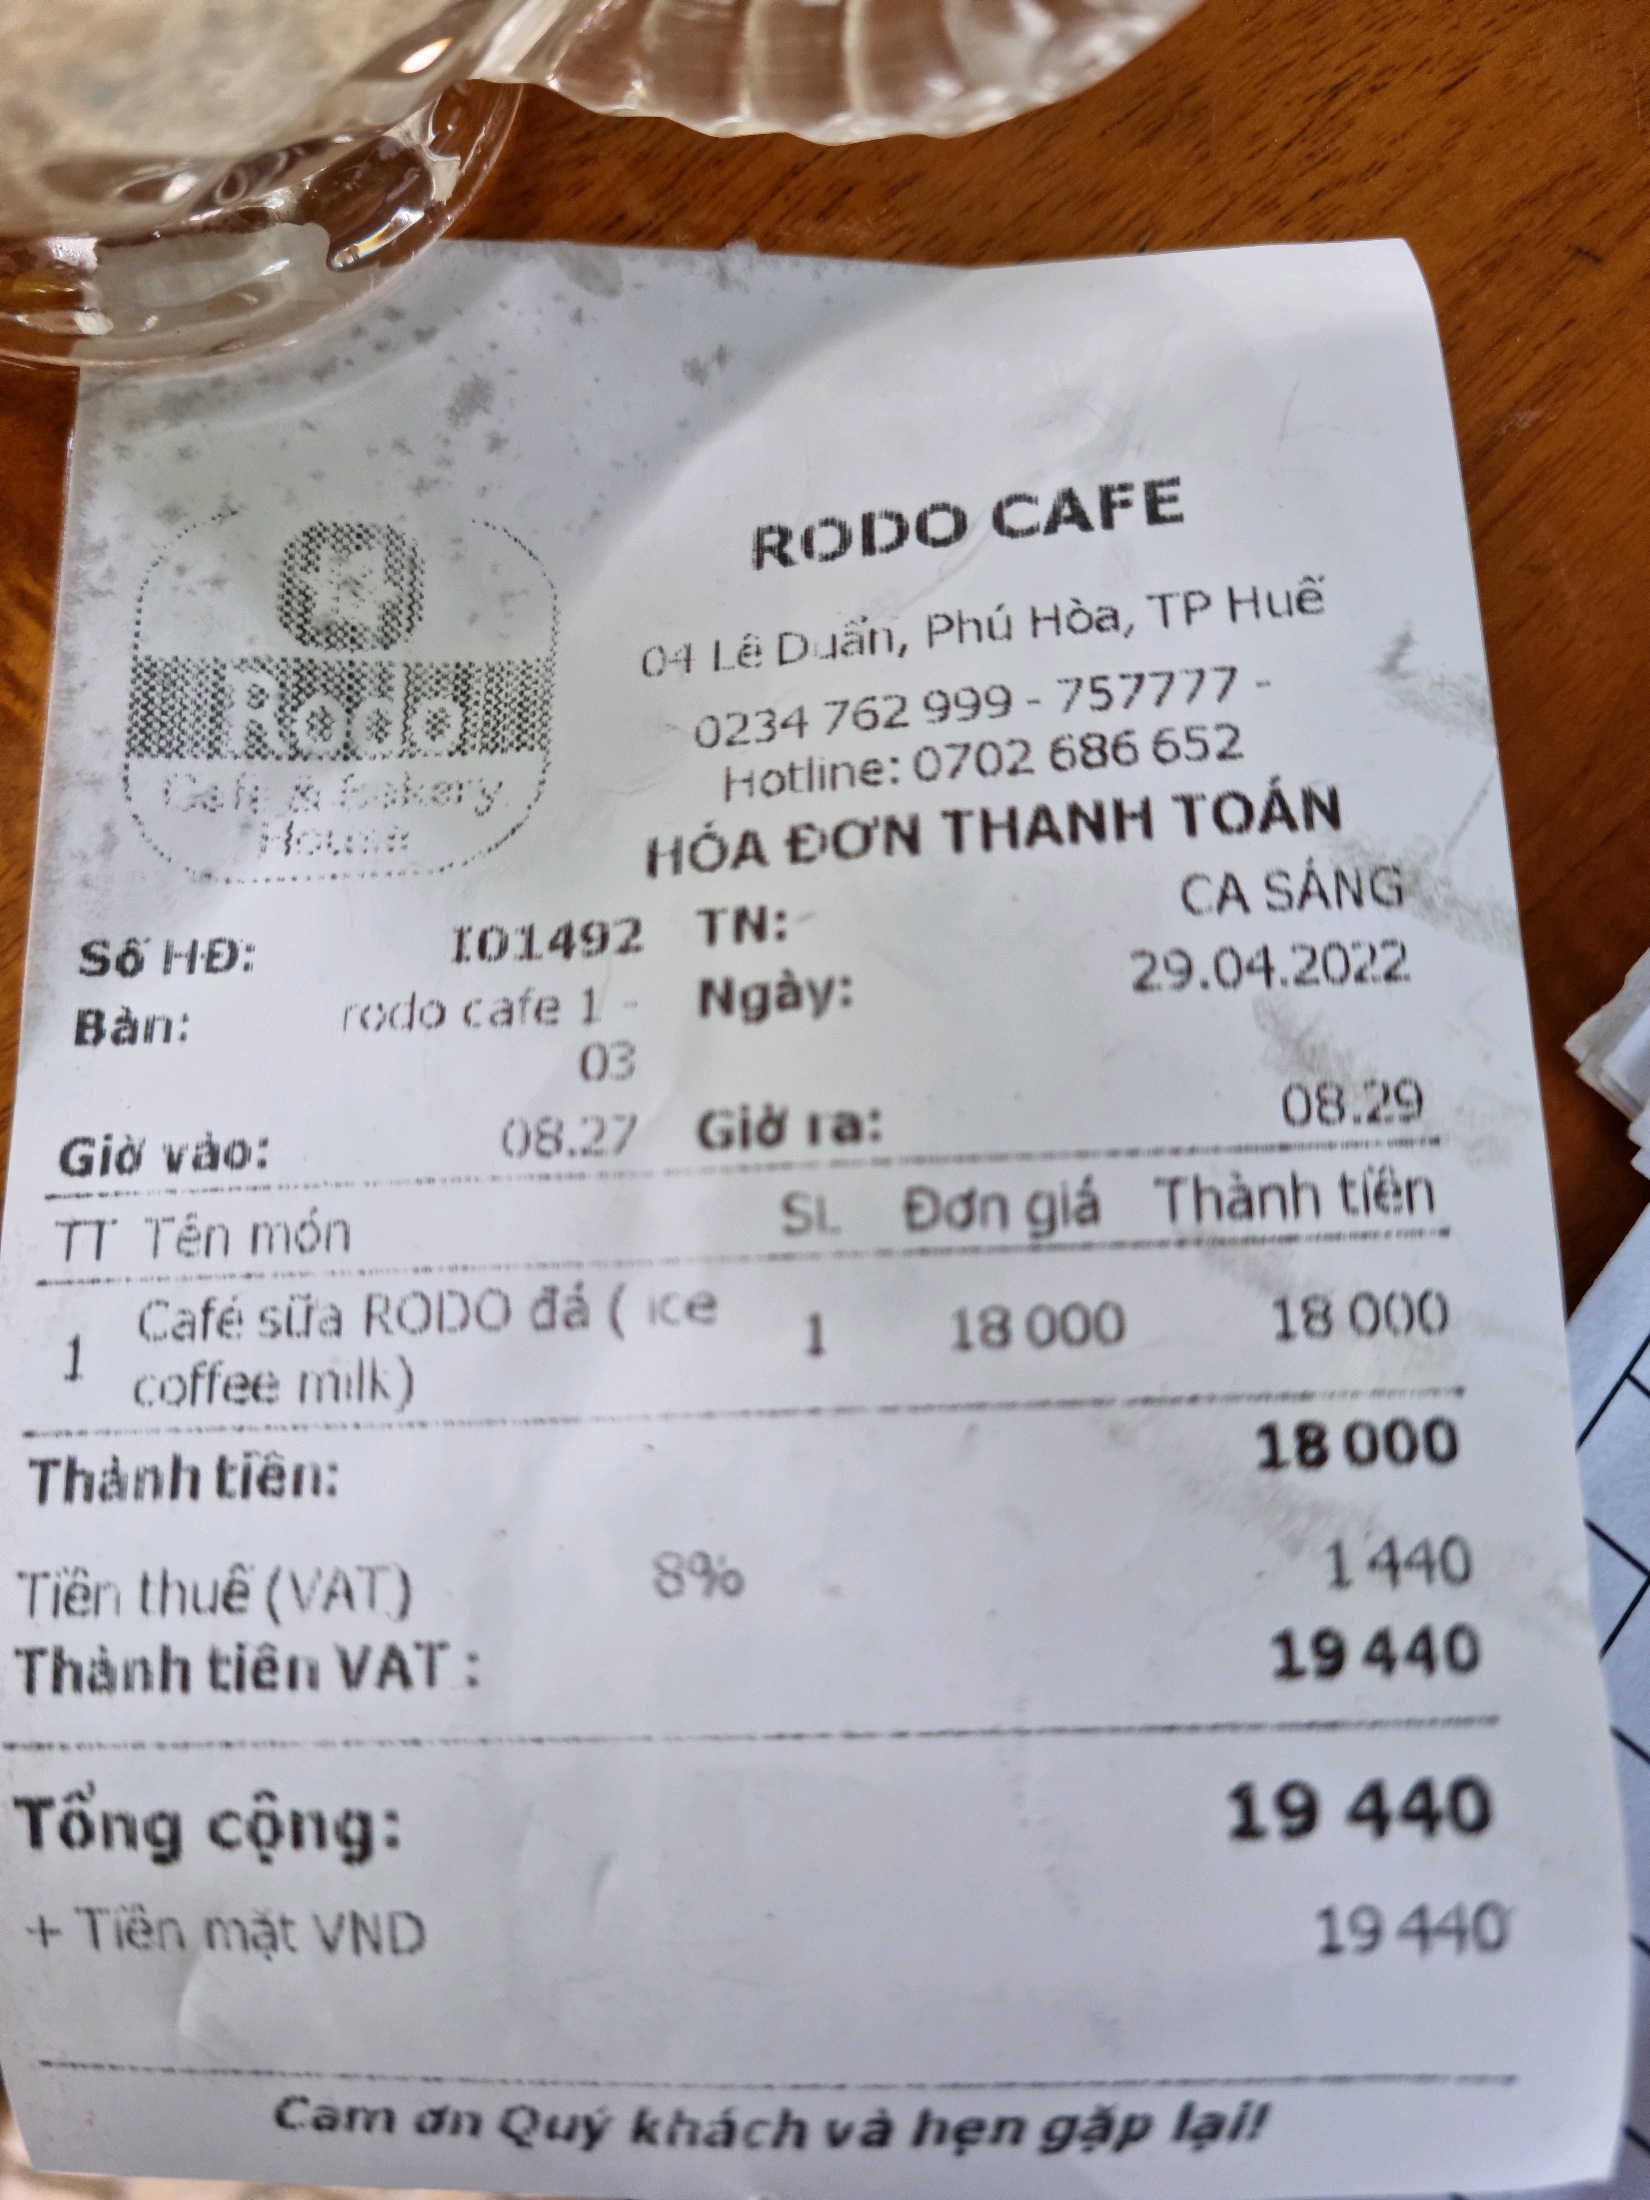 RODO CAFE
04 Lê Duẩn, Phú Hòa, TP Huế
0234 762 999 - 757777 -
Hotline: 0702 686 652
Rodo
Cafe & Bakery
House
HÓA ĐƠN THANH TOÁN
Số HĐ: I01492 TN: CA SÁNG
Bàn: rodo cafe 1 - Ngày: 29.04.2022
03
Giờ vào: 08.27 Giờ ra: 08.29
TT Tên món SL Đơn giá Thành tiền
1 Café sữa RODO đá ( ice 1 18 000 18 000
coffee milk)
Thành tiền: 18 000
Tiền thuế (VAT) 8% 1 440
Thành tiền VAT : 19 440
Tổng cộng: 19 440
+ Tiền mặt VND 19 440
Cám ơn Quý khách và hẹn gặp lại!